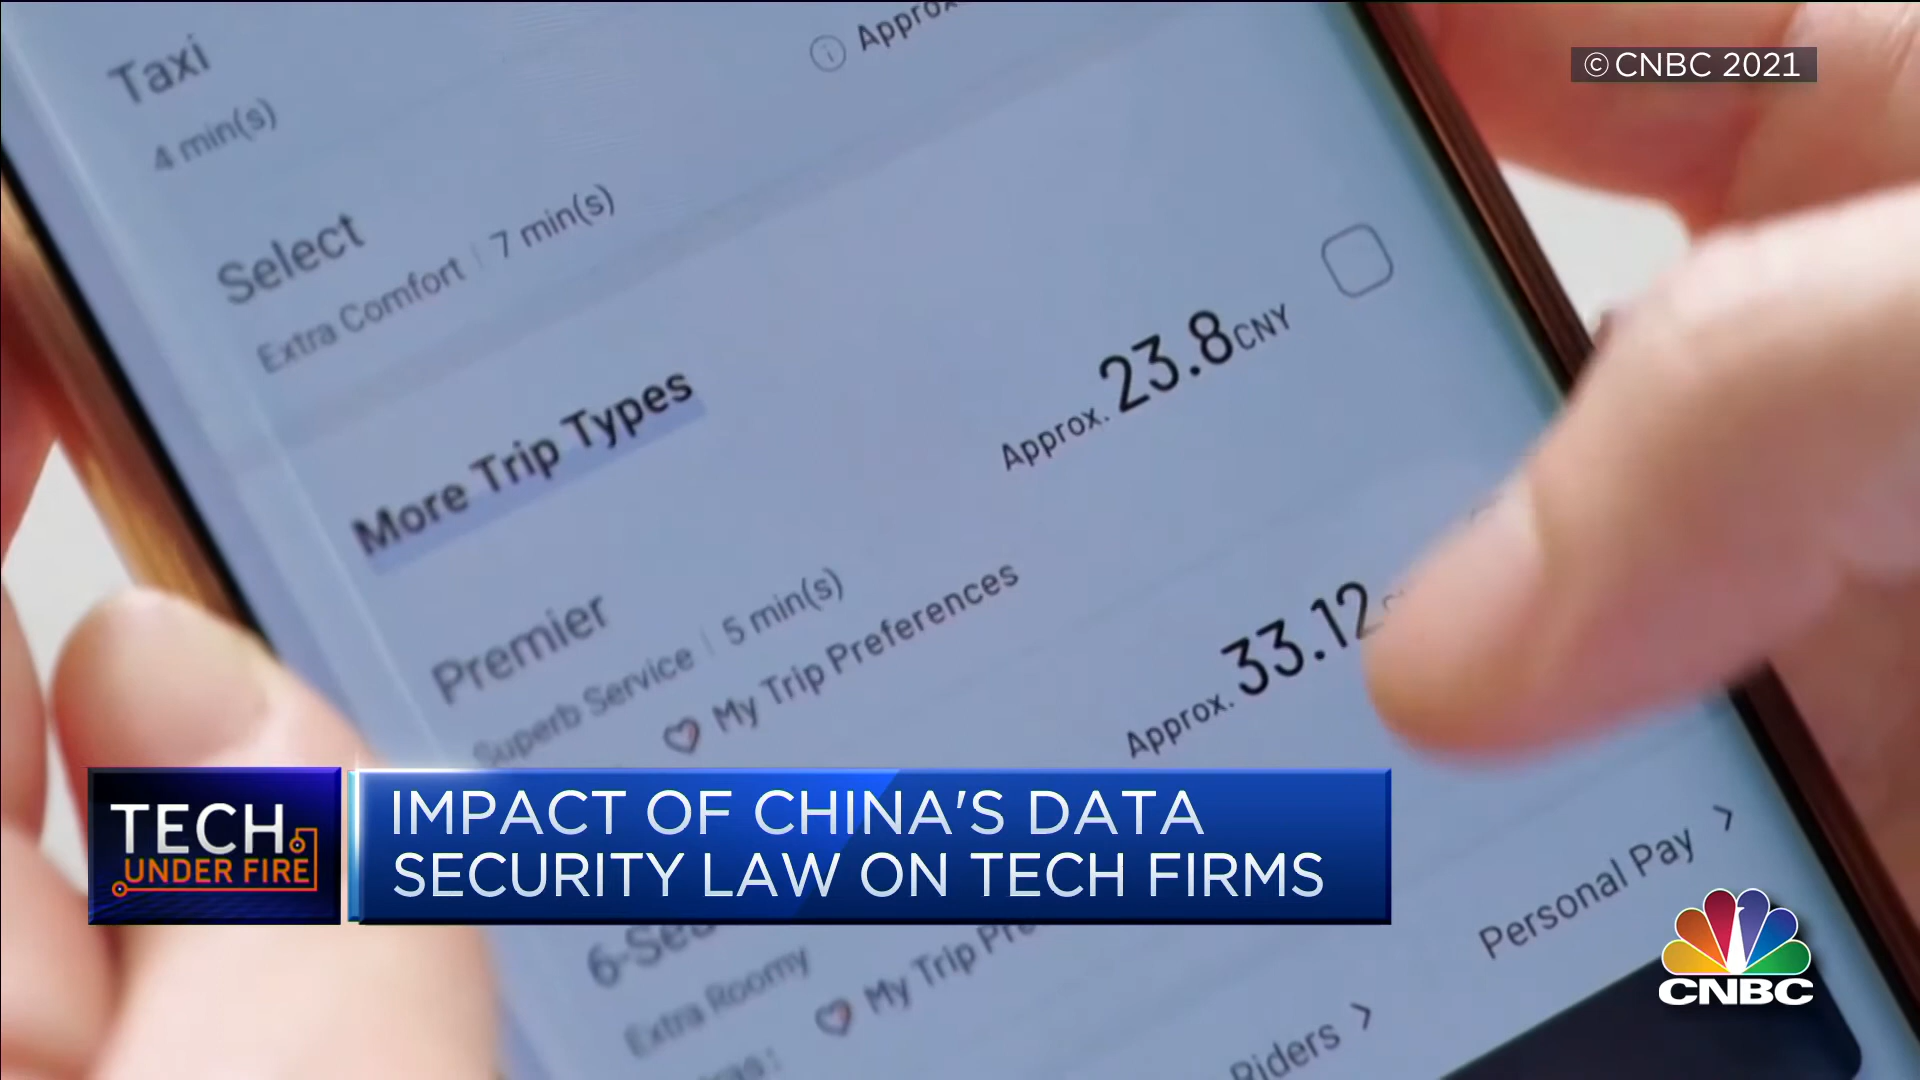 Taxi
4 min(s)
©CNBC 2021
Select
Extra Comfort | 7 min(s)
More Trip Types
Approx. 23.8 CNY
Premier
Superb Service | 5 min(s)
My Trip Preferences
Approx. 33.12
TECH
UNDER FIRE
IMPACT OF CHINA'S DATA
SECURITY LAW ON TECH FIRMS
Extra Roomy
My Trip
Personal Pay >
Riders >
CNBC